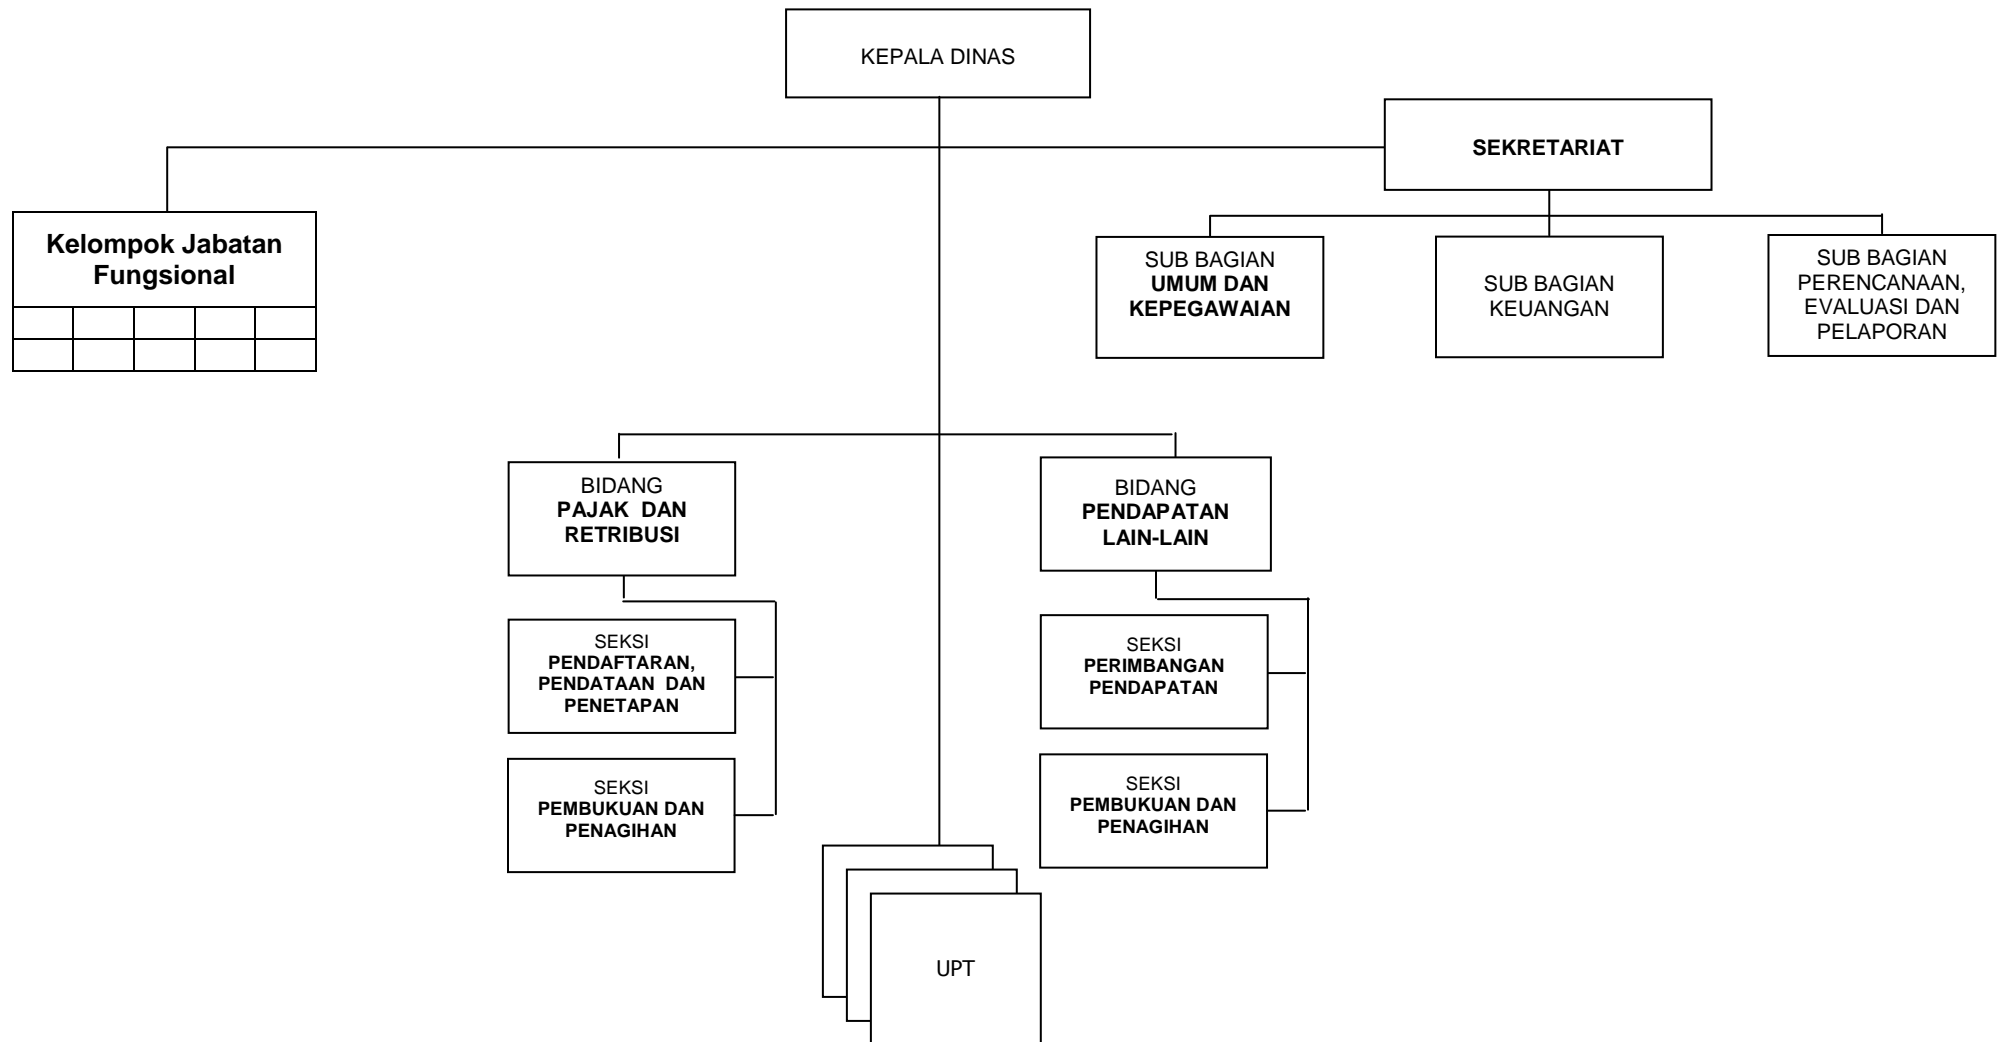 KEPALA DINAS
SEKRETARIAT
Kelompok Jabatan
Fungsional
SUB BAGIAN
UMUM DAN
KEPEGAWAIAN
SUB BAGIAN
KEUANGAN
SUB BAGIAN
PERENCANAAN,
EVALUASI DAN
PELAPORAN
BIDANG
PAJAK  DAN
RETRIBUSI
BIDANG
PENDAPATAN
LAIN-LAIN
SEKSI
PENDAFTARAN,
PENDATAAN  DAN
PENETAPAN
SEKSI
PERIMBANGAN
PENDAPATAN
SEKSI
PEMBUKUAN DAN
PENAGIHAN
SEKSI
PEMBUKUAN DAN
PENAGIHAN
UPT